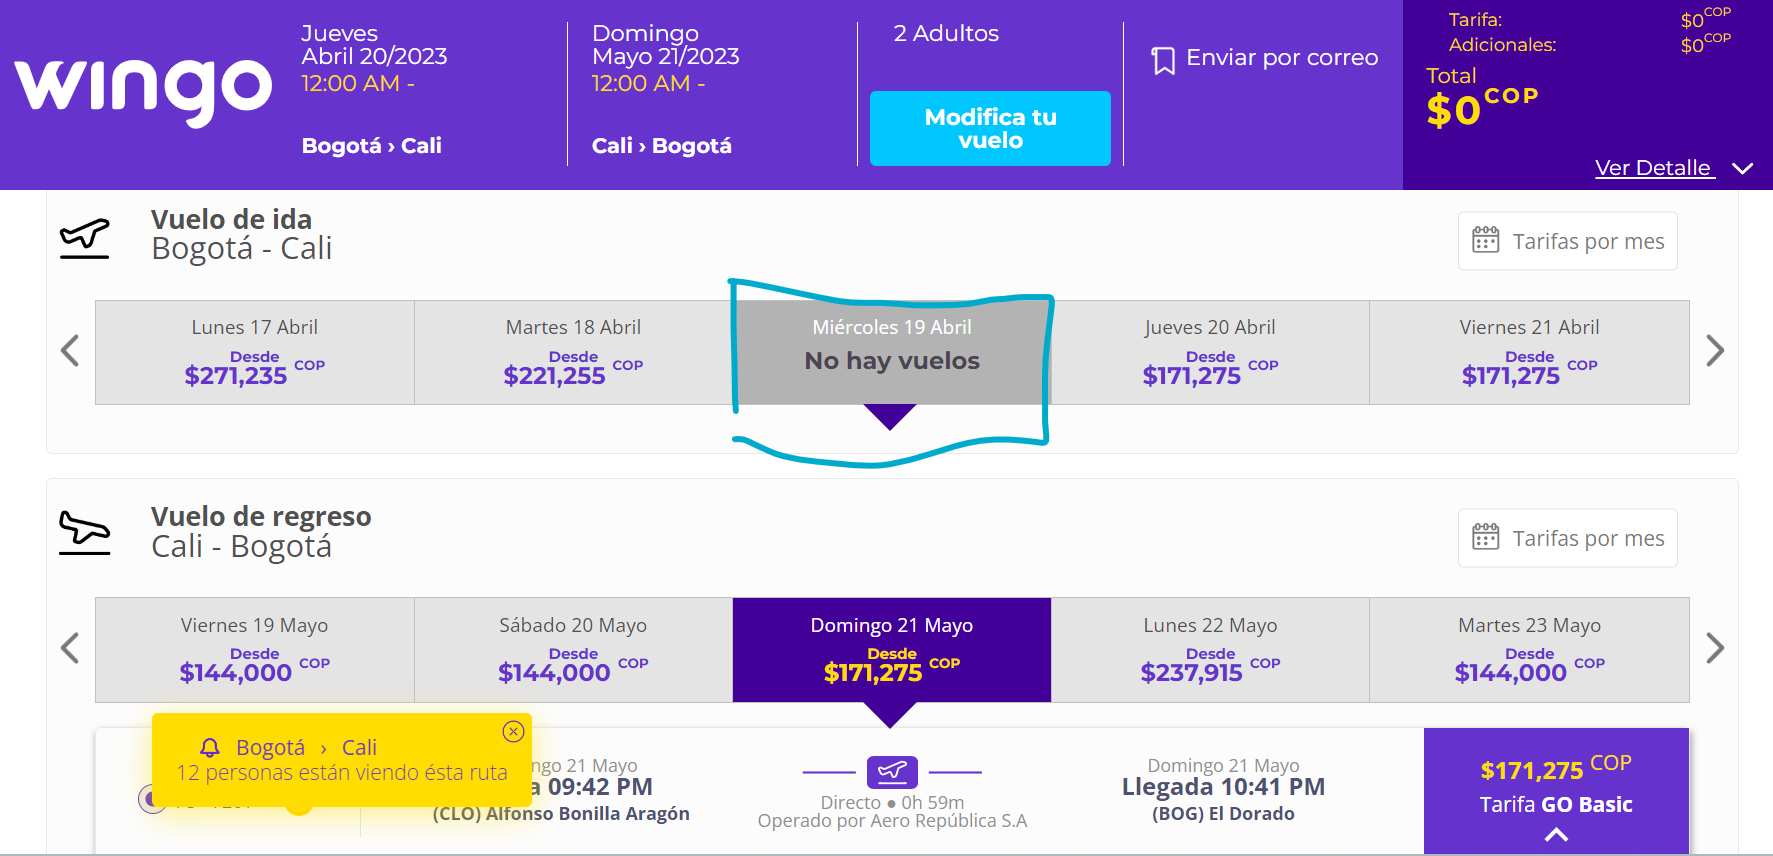 wingo
Jueves
Abril 20/2023
12:00 AM -
Bogotá › Cali
Domingo
Mayo 21/2023
12:00 AM -
Cali › Bogotá
2 Adultos
Modifica tu
vuelo
Enviar por correo
Tarifa: $0 COP
Adicionales: $0 COP
Total
$0 COP
Ver Detalle
Vuelo de ida
Bogotá - Cali
Tarifas por mes
Lunes 17 Abril
Desde
$271,235 COP
Martes 18 Abril
Desde
$221,255 COP
Miércoles 19 Abril
No hay vuelos
Jueves 20 Abril
Desde
$171,275 COP
Viernes 21 Abril
Desde
$171,275 COP
Vuelo de regreso
Cali - Bogotá
Tarifas por mes
Viernes 19 Mayo
Desde
$144,000 COP
Sábado 20 Mayo
Desde
$144,000 COP
Domingo 21 Mayo
Desde
$171,275 COP
Lunes 22 Mayo
Desde
$237,915 COP
Martes 23 Mayo
Desde
$144,000 COP
Bogotá › Cali
12 personas están viendo ésta ruta
21 Mayo
09:42 PM
(CLO) Alfonso Bonilla Aragón
Directo ● 0h 59m
Operado por Aero República S.A
Domingo 21 Mayo
Llegada 10:41 PM
(BOG) El Dorado
$171,275 COP
Tarifa GO Basic